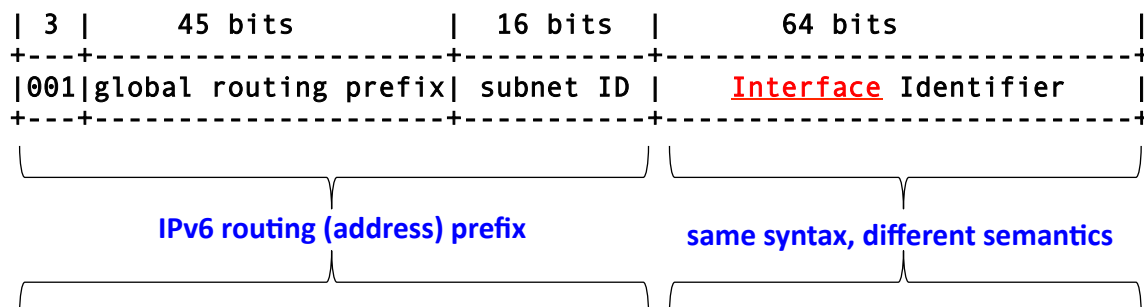 | 3 | 45 bits | 16 bits | 64 bits |
+---+---------------------+-----------+----------------------------+
|001|global routing prefix| subnet ID | Interface Identifier |
+---+---------------------+-----------+----------------------------+
IPv6 routing (address) prefix
same syntax, different semantics